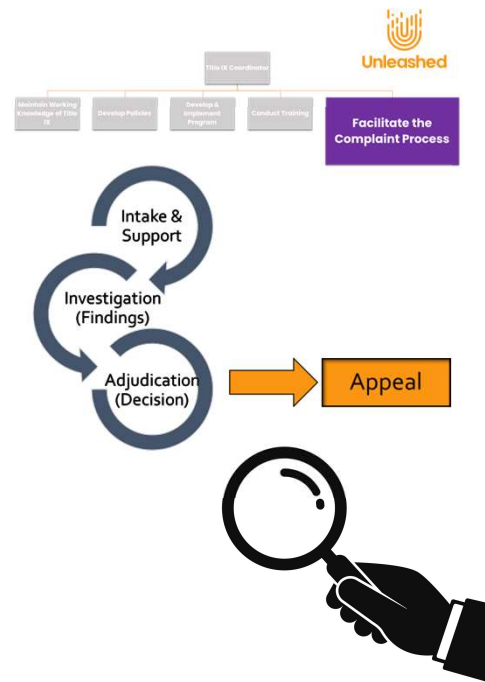 Unleashed
Title IX Coordinator
Maintain Working
Knowledge of Title
IX
Develop Policies
Develop &
Implement
Program
Conduct Training
Facilitate the
Complaint Process
Intake &
Support
Investigation
(Findings)
Adjudication
(Decision)
Appeal